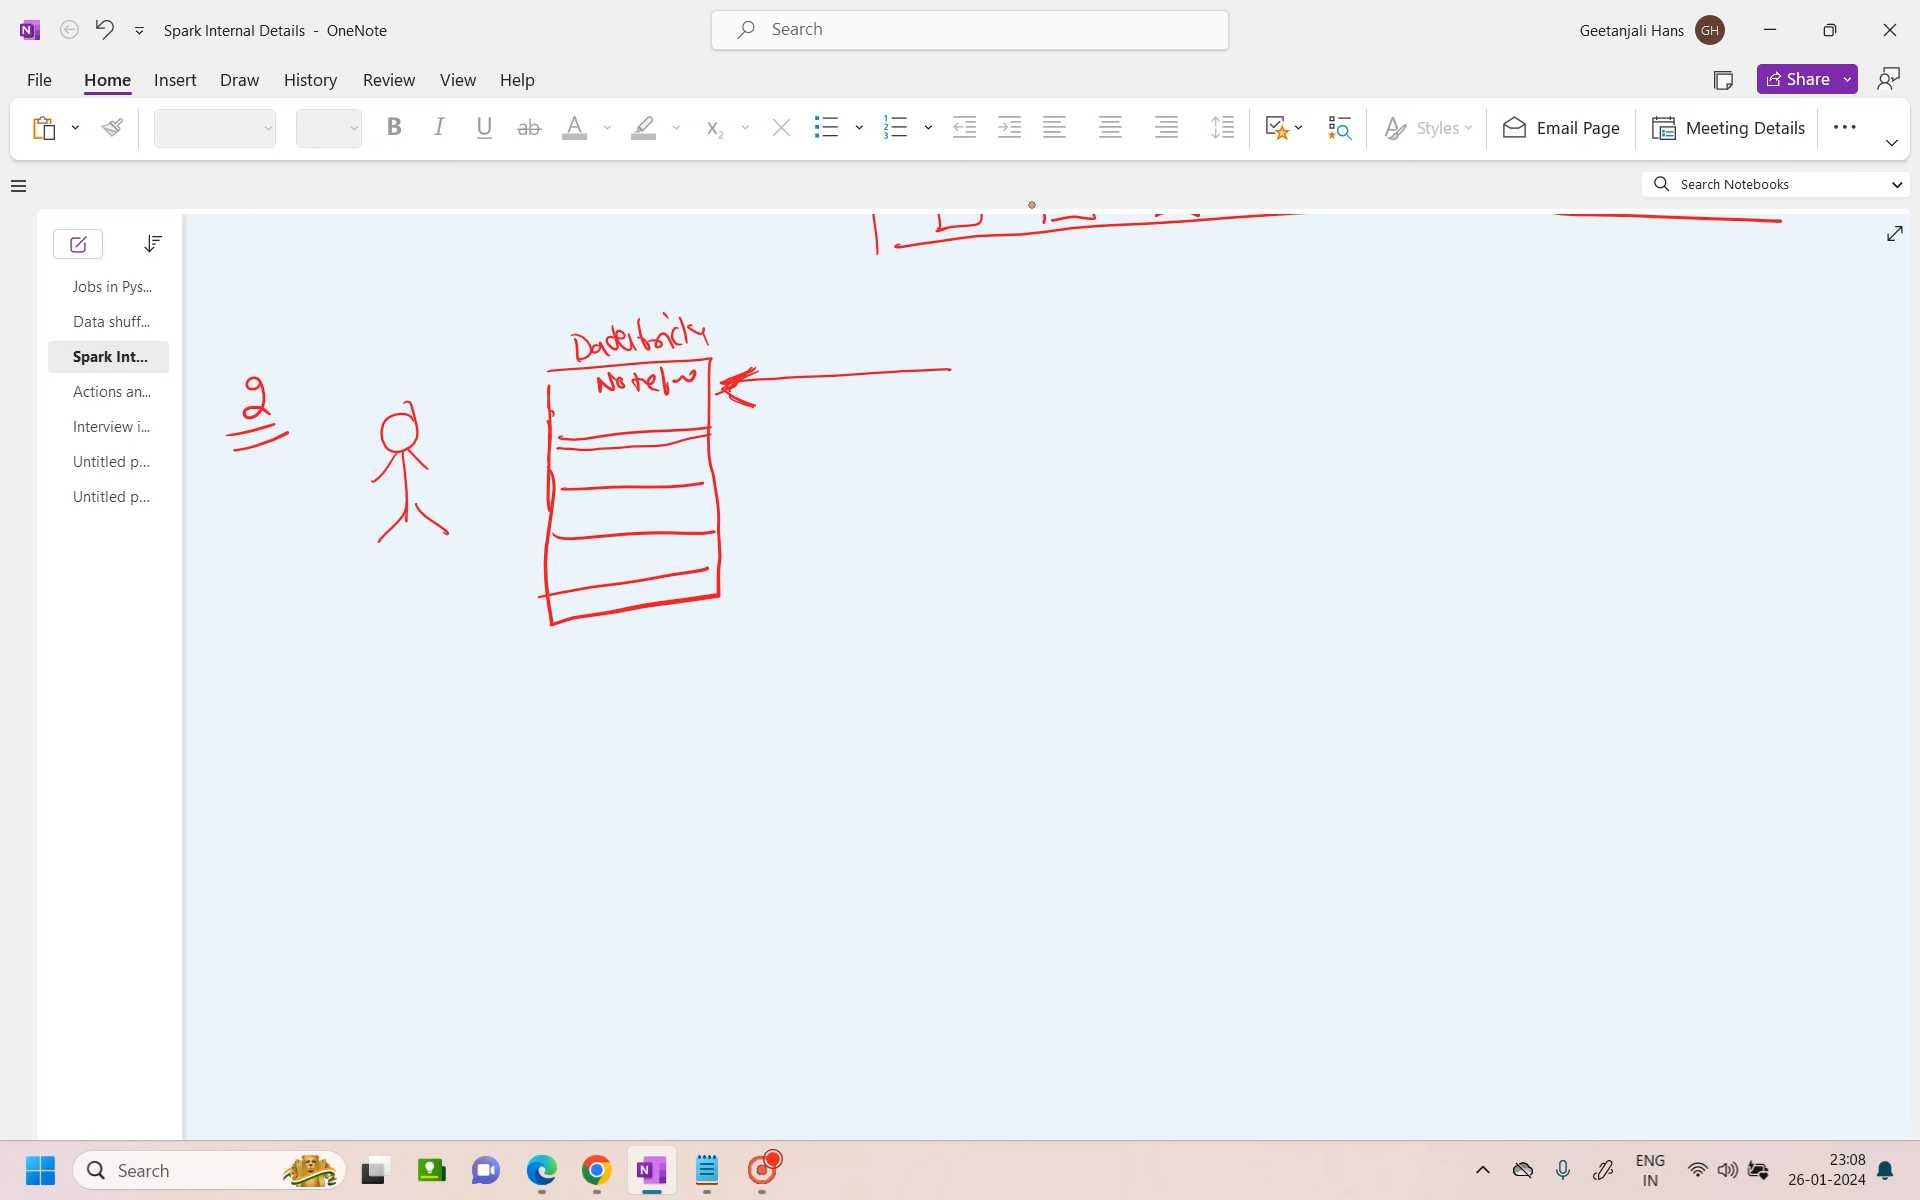 Spark Internal Details - OneNote
Search
Geetanjali Hans
GH
File Home Insert Draw History Review View Help
Share
Styles
Email Page
Meeting Details
Search Notebooks
Jobs in Pys...
Data shuff...
Spark Int...
Actions an...
Interview i...
Untitled p...
Untitled p...
2
Search
ENG
IN
23:08
26-01-2024